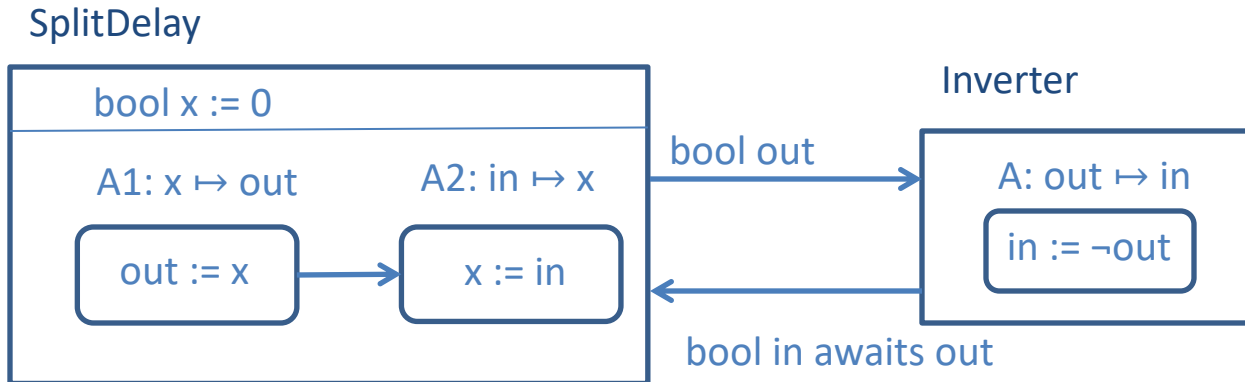 SplitDelay
bool x := 0
A1: x ↦ out
A2: in ↦ x
out := x
x := in
bool out
bool in awaits out
Inverter
A: out ↦ in
in := ¬out